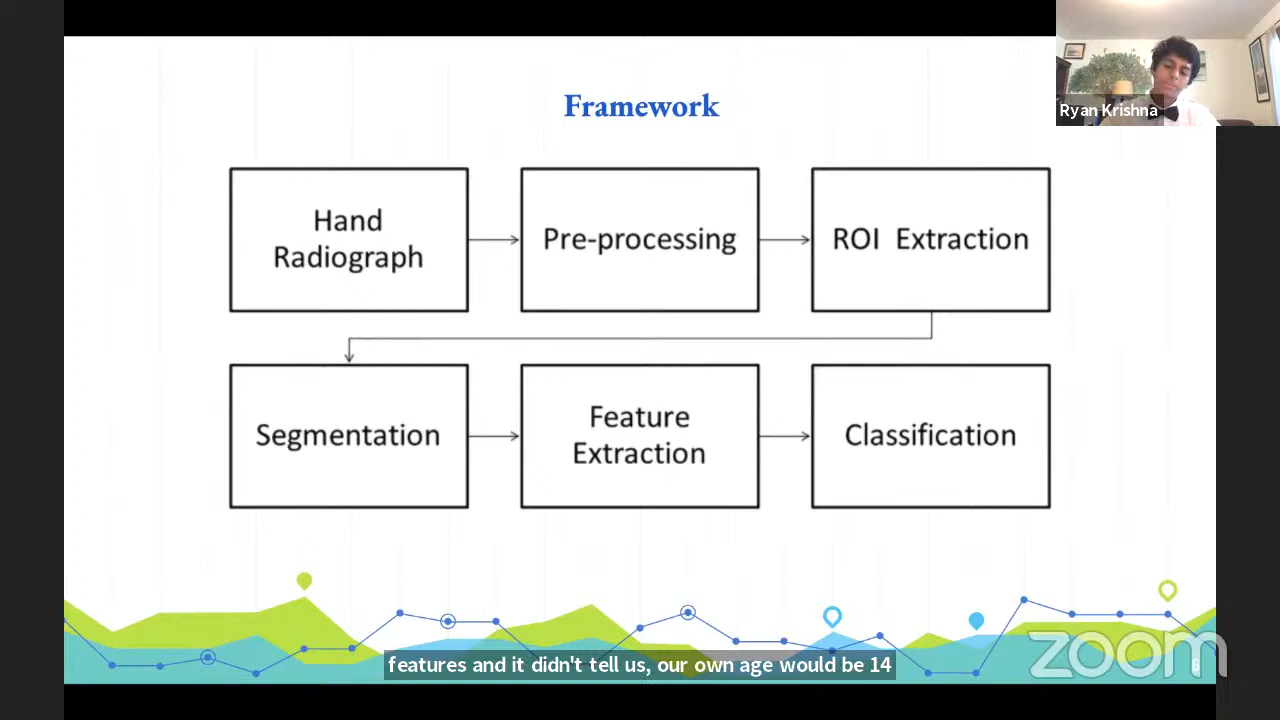 Framework
Ryan Krishna
Hand
Radiograph
Pre-processing
ROI Extraction
Segmentation
Feature
Extraction
Classification
features and it didn't tell us, our own age would be 14
zoom
6